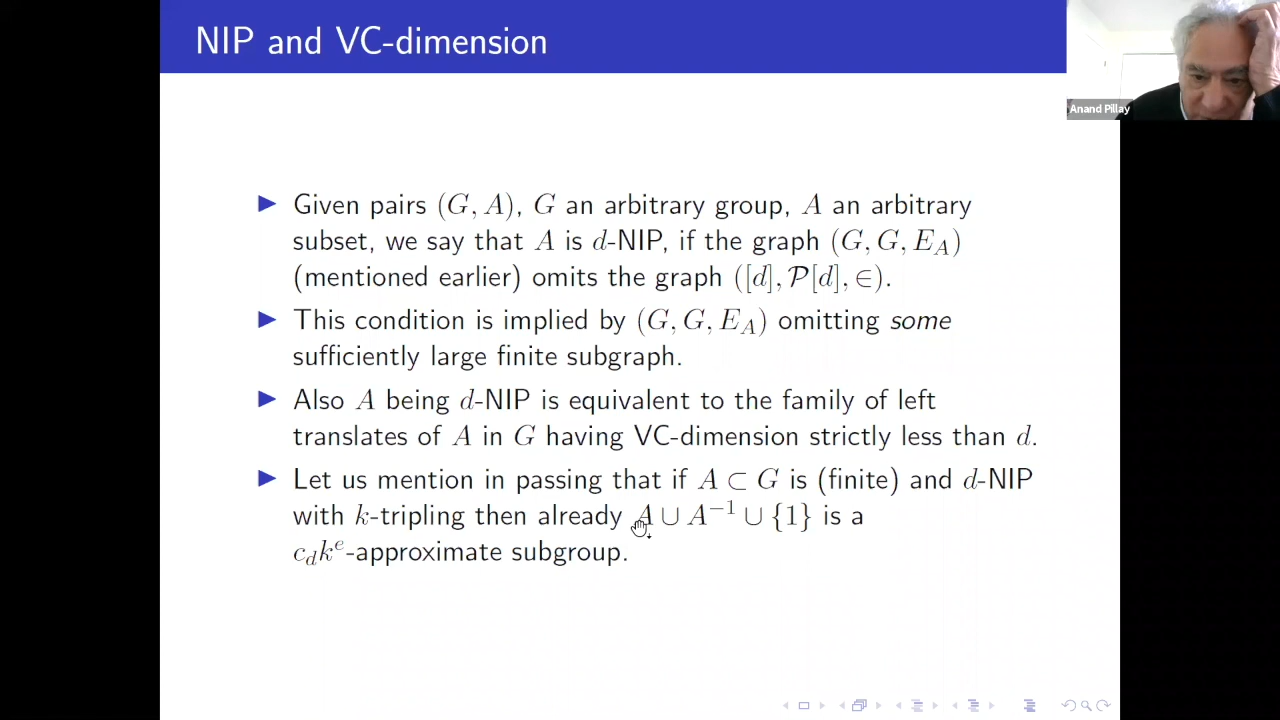 NIP and VC-dimension
Anand Pillay
▶ Given pairs (G, A), G an arbitrary group, A an arbitrary
subset, we say that A is d-NIP, if the graph (G, G, E_A)
(mentioned earlier) omits the graph ([d], 𝒫[d], ∈).
▶ This condition is implied by (G, G, E_A) omitting some
sufficiently large finite subgraph.
▶ Also A being d-NIP is equivalent to the family of left
translates of A in G having VC-dimension strictly less than d.
▶ Let us mention in passing that if A ⊂ G is (finite) and d-NIP
with k-tripling then already A ∪ A⁻¹ ∪ {1} is a
c_d kᵉ-approximate subgroup.